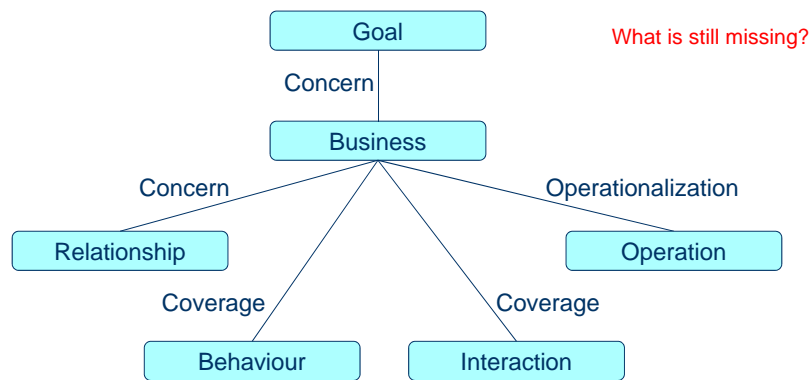 Goal
What is still missing?
Concern
Business
Concern
Operationalization
Relationship
Operation
Coverage
Coverage
Behaviour
Interaction